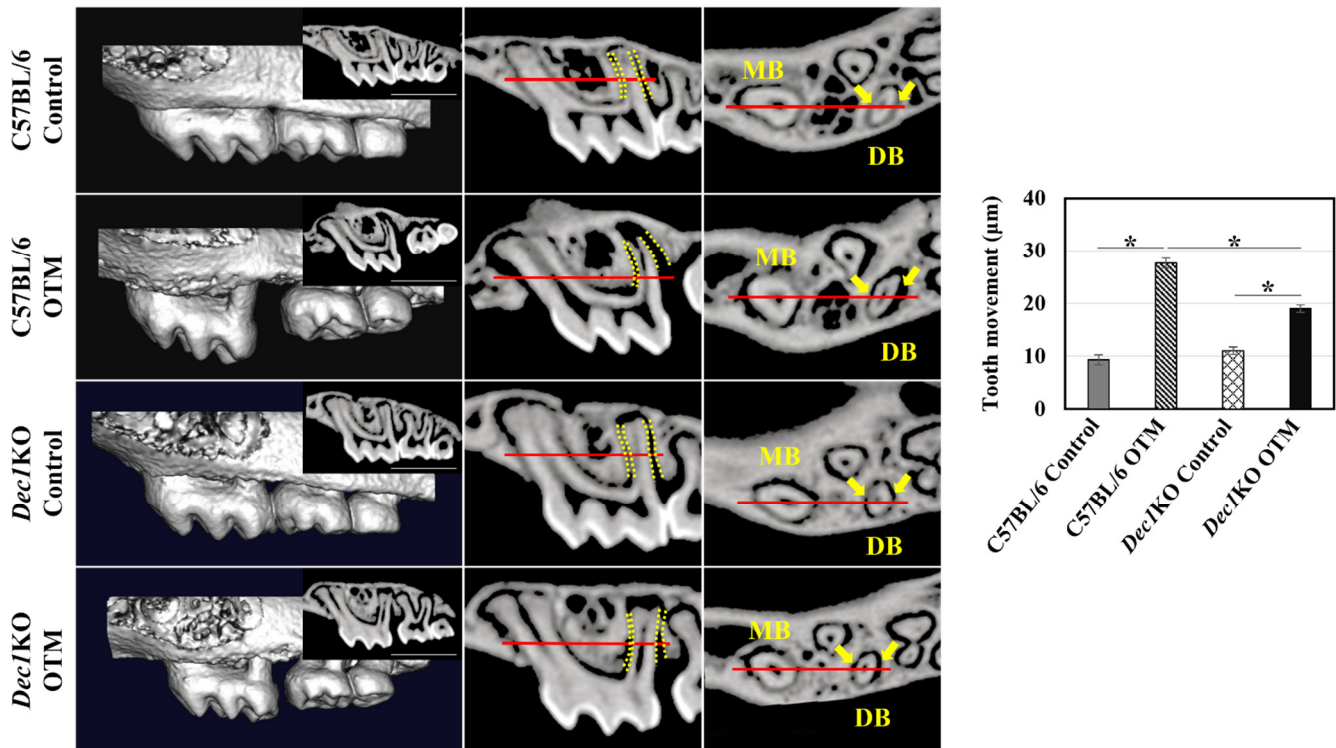 C57BL/6
Control
MB
DB
C57BL/6
OTM
MB
DB
Dec1KO
Control
MB
DB
Dec1KO
OTM
MB
DB
Tooth movement (μm)
40
30
20
10
0
*
*
*
C57BL/6 Control
C57BL/6 OTM
Dec1KO Control
Dec1KO OTM